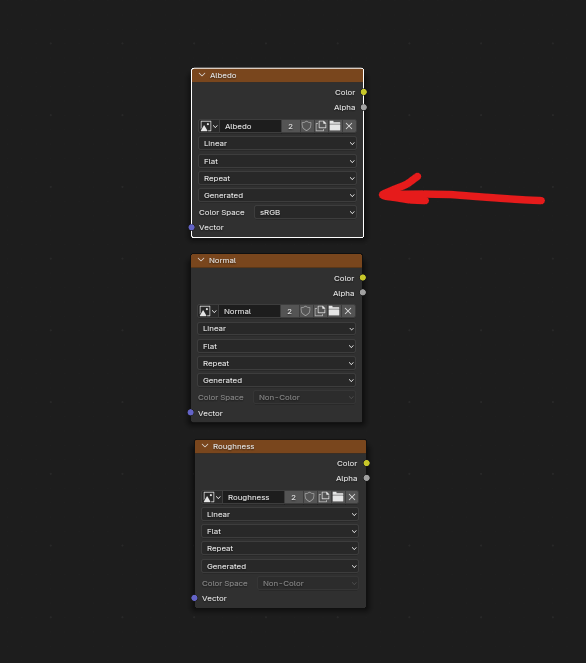 Albedo
Color
Alpha
Albedo 2
Linear
Flat
Repeat
Generated
Color Space sRGB
Vector
Normal
Color
Alpha
Normal 2
Linear
Flat
Repeat
Generated
Color Space Non-Color
Vector
Roughness
Color
Alpha
Roughness 2
Linear
Flat
Repeat
Generated
Color Space Non-Color
Vector